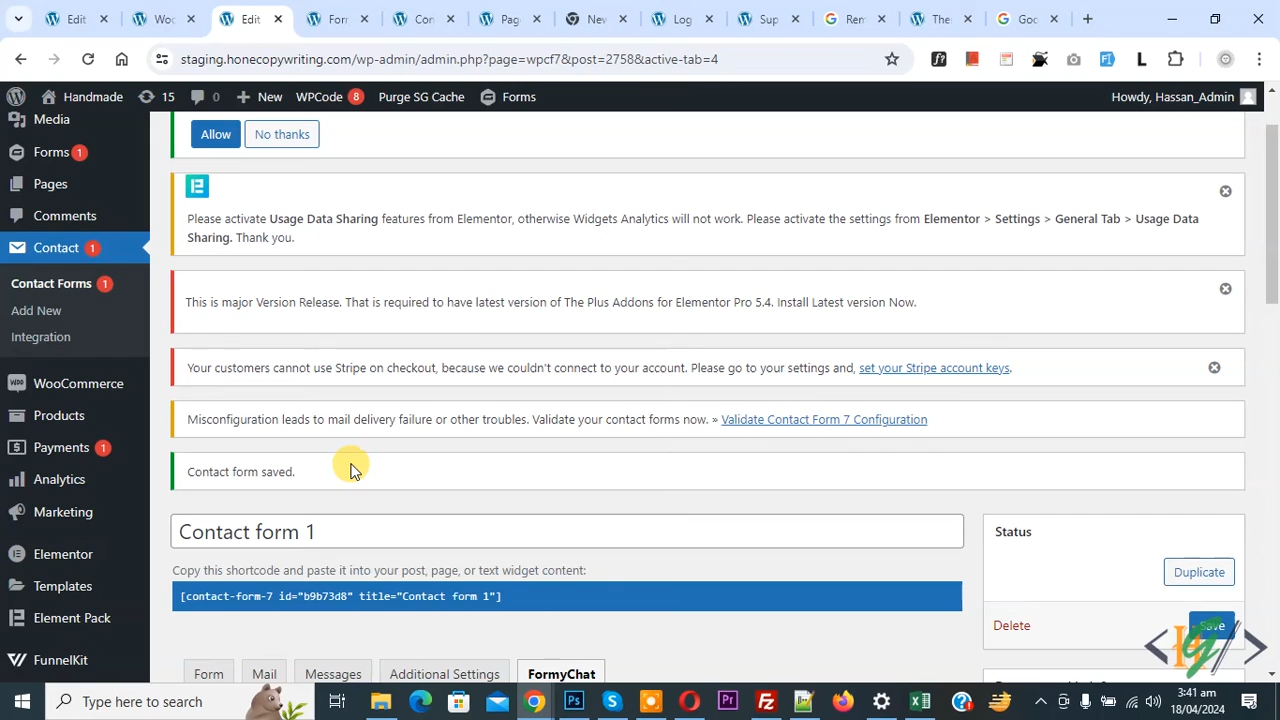 Edit
Wo
Edit
For
Con
Pag
Nev
Log
Sup
Ren
The
Goo
staging.homecopywriting.com/wp-admin/admin.php?page=wpcf7&post=2758&active-tab=4
Handmade
15
0
New
WPCode 8
Purge SG Cache
Forms
Howdy, Hassan_Admin
Media
Forms 1
Pages
Comments
Contact 1
Contact Forms 1
Add New
Integration
WooCommerce
Products
Payments 1
Analytics
Marketing
Elementor
Templates
Element Pack
FunnelKit
Allow
No thanks
Please activate Usage Data Sharing features from Elementor, otherwise Widgets Analytics will not work. Please activate the settings from Elementor > Settings > General Tab > Usage Data
Sharing. Thank you.
This is major Version Release. That is required to have latest version of The Plus Addons for Elementor Pro 5.4. Install Latest version Now.
Your customers cannot use Stripe on checkout, because we couldn't connect to your account. Please go to your settings and, set your Stripe account keys.
Misconfiguration leads to mail delivery failure or other troubles. Validate your contact forms now. » Validate Contact Form 7 Configuration
Contact form saved.
Contact form 1
Copy this shortcode and paste it into your post, page, or text widget content:
[contact-form-7 id="b9b73d8" title="Contact form 1"]
Status
Duplicate
Delete
Save
Form
Mail
Messages
Additional Settings
FormyChat
Type here to search
3:41 am
18/04/2024